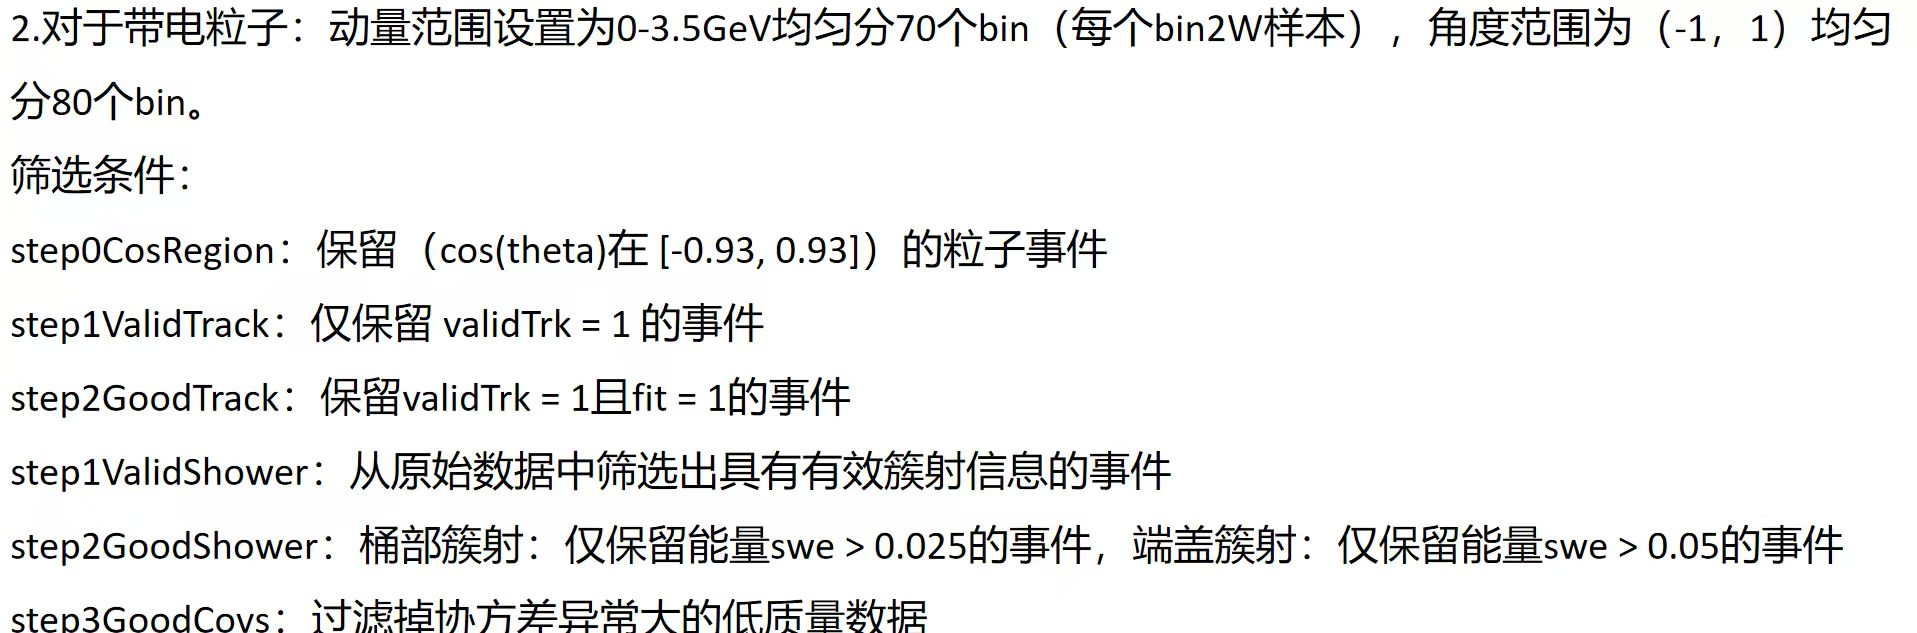 2.对于带电粒子：动量范围设置为0-3.5GeV均匀分70个bin（每个bin2W样本），角度范围为（-1，1）均匀
分80个bin。
筛选条件：
step0CosRegion：保留（cos(theta)在 [-0.93, 0.93]）的粒子事件
step1ValidTrack：仅保留 validTrk = 1 的事件
step2GoodTrack：保留validTrk = 1且fit = 1的事件
step1ValidShower：从原始数据中筛选出具有有效簇射信息的事件
step2GoodShower：桶部簇射：仅保留能量swe > 0.025的事件，端盖簇射：仅保留能量swe > 0.05的事件
step3GoodCovs：过滤掉协方差异常大的低质量数据